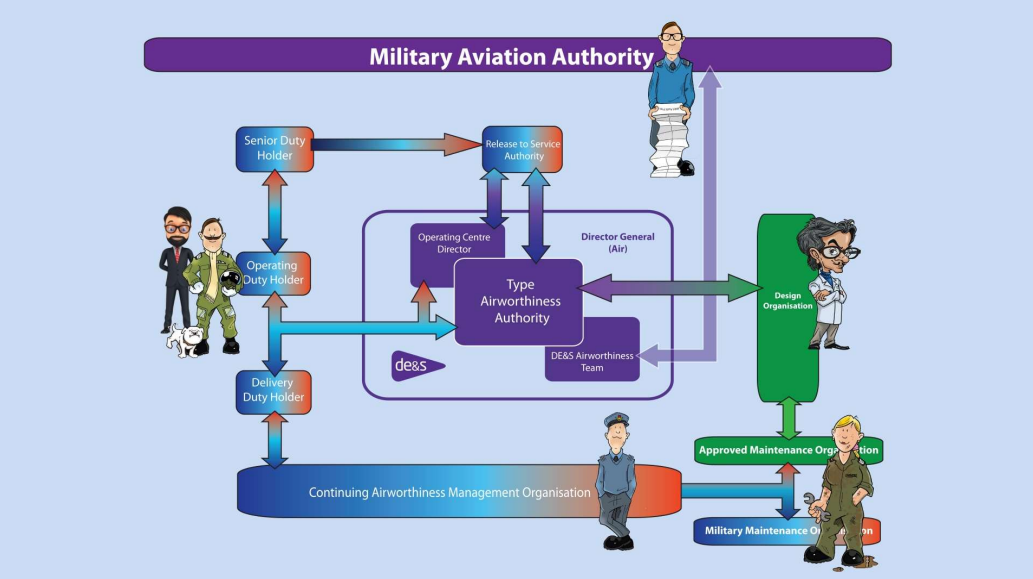 Military Aviation Authority
Senior Duty
Holder
Release to Service
Authority
Operating Centre
Director
Director General
(Air)
Operating
Duty Holder
Type
Airworthiness
Authority
Design
Organisation
DE&S Airworthiness
Team
de&s
Delivery
Duty Holder
Approved Maintenance Orga tion
Continuing Airworthiness Management Organisation
Military Maintenance O on